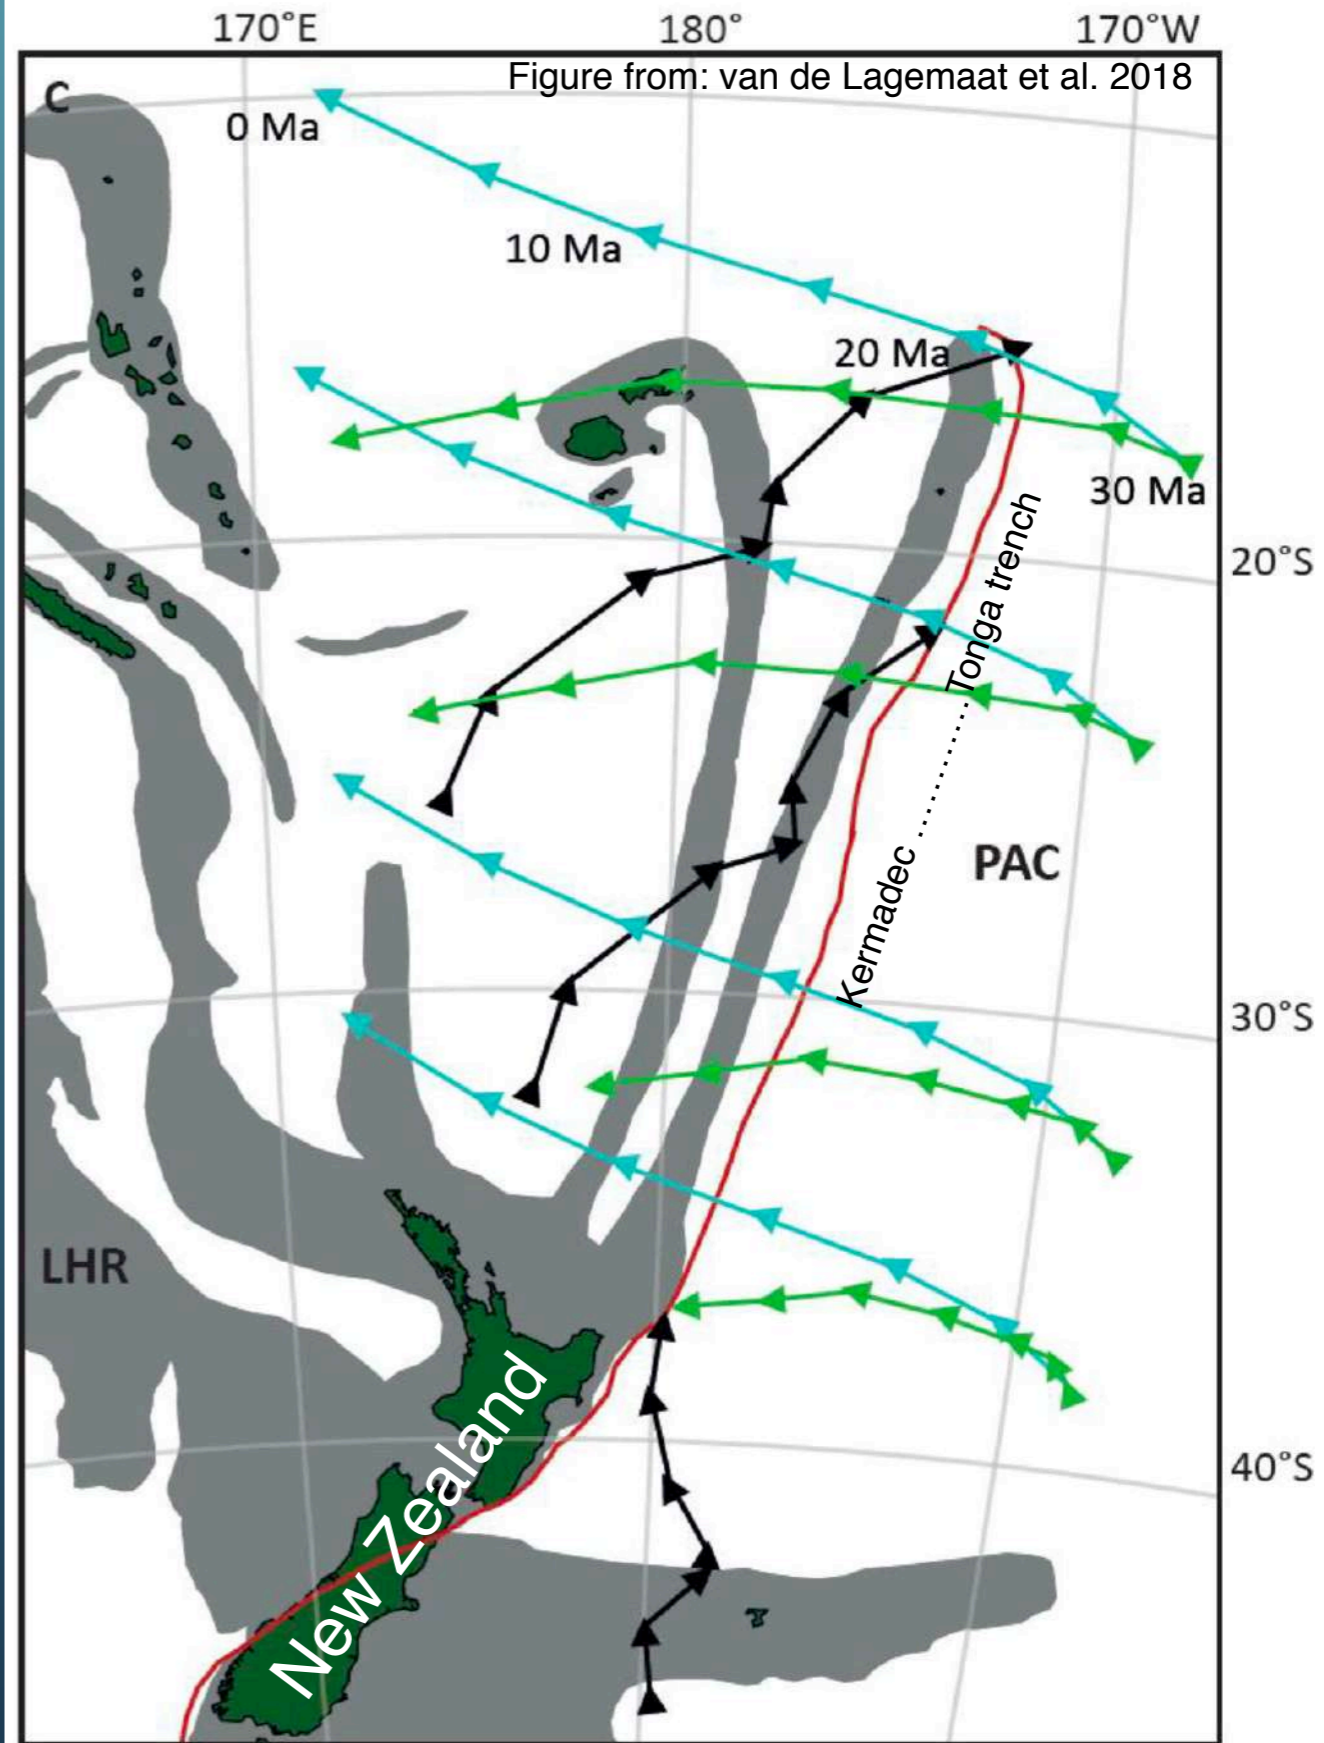 170°E 180° 170°W
Figure from: van de Lagemaat et al. 2018
C
0 Ma
10 Ma
20 Ma
30 Ma
20°S
Kermadec ........ Tonga trench
PAC
30°S
LHR
New Zealand
40°S